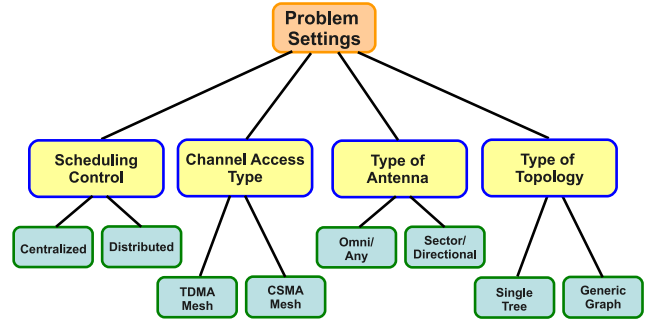 Problem
Settings
Scheduling
Control
Channel Access
Type
Type of
Antenna
Type of
Topology
Centralized
Distributed
Omni/
Any
Sector/
Directional
TDMA
Mesh
CSMA
Mesh
Single
Tree
Generic
Graph